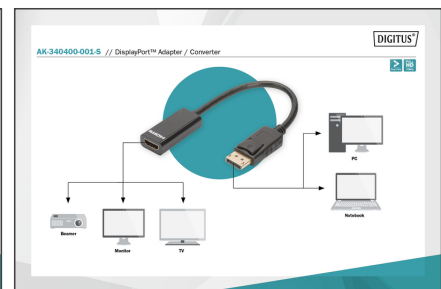 DIGITUS®
AK-340400-001-S // DisplayPort™ Adapter / Converter
PC
Notebook
Beamer
Monitor
TV